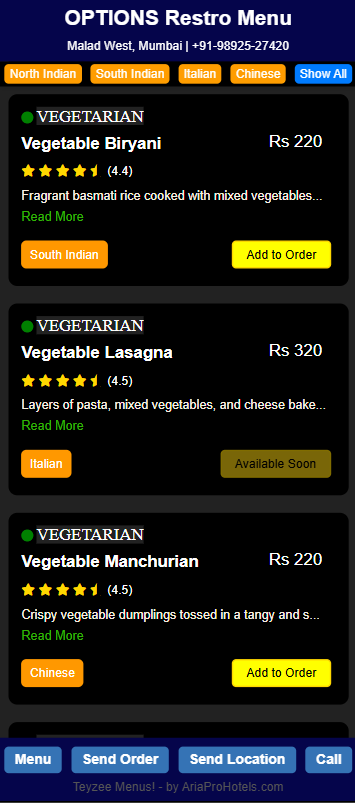 OPTIONS Restro Menu
Malad West, Mumbai | +91-98925-27420
North Indian South Indian Italian Chinese Show All
VEGETARIAN
Vegetable Biryani Rs 220
(4.4)
Fragrant basmati rice cooked with mixed vegetables...
Read More
South Indian Add to Order
VEGETARIAN
Vegetable Lasagna Rs 320
(4.5)
Layers of pasta, mixed vegetables, and cheese bake...
Read More
Italian Available Soon
VEGETARIAN
Vegetable Manchurian Rs 220
(4.5)
Crispy vegetable dumplings tossed in a tangy and s...
Read More
Chinese Add to Order
Menu Send Order Send Location Call
Teyzee Menus! - by AriaProHotels.com